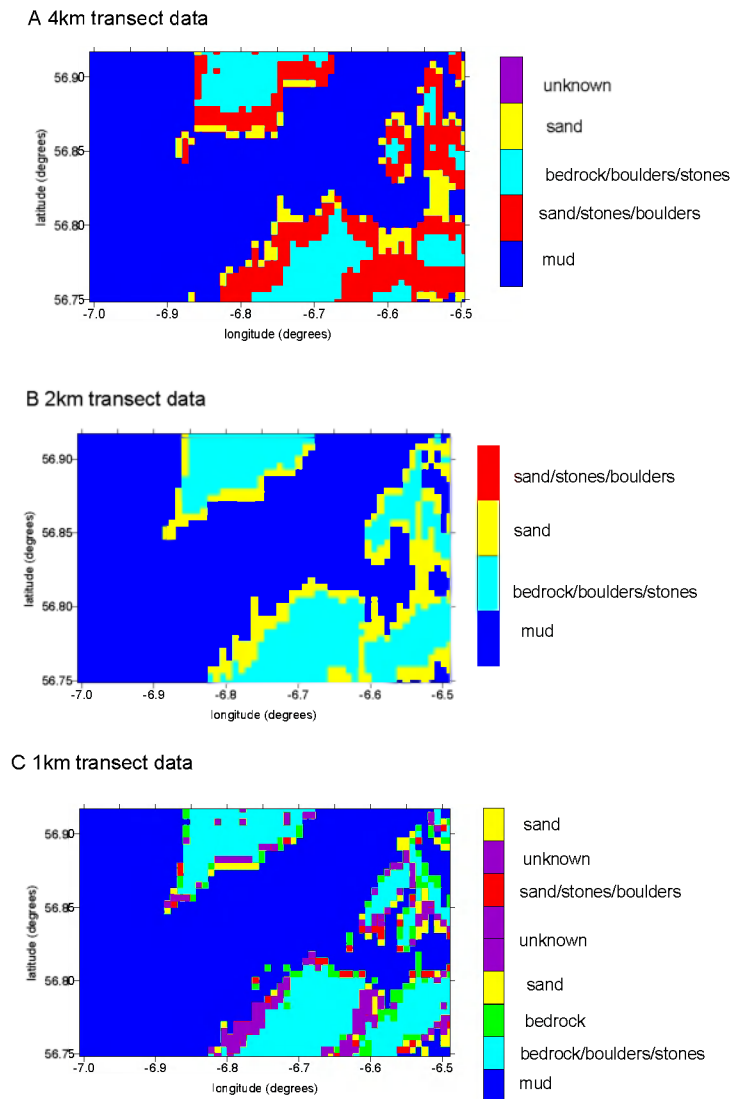 A 4km transect data
56.90
56.85
56.80
56.75
latitude (degrees)
-7.0 -6.9 -6.8 -6.7 -6.6 -6.5
longitude (degrees)
unknown
sand
bedrock/boulders/stones
sand/stones/boulders
mud
B 2km transect data
56.90
56.85
56.80
56.75
latitude (degrees)
-7.0 -6.9 -6.8 -6.7 -6.6 -6.5
longitude (degrees)
sand/stones/boulders
sand
bedrock/boulders/stones
mud
C 1km transect data
56.90
56.85
56.80
56.75
latitude (degrees)
-7.0 -6.9 -6.8 -6.7 -6.6 -6.5
longitude (degrees)
sand
unknown
sand/stones/boulders
unknown
sand
bedrock
bedrock/boulders/stones
mud